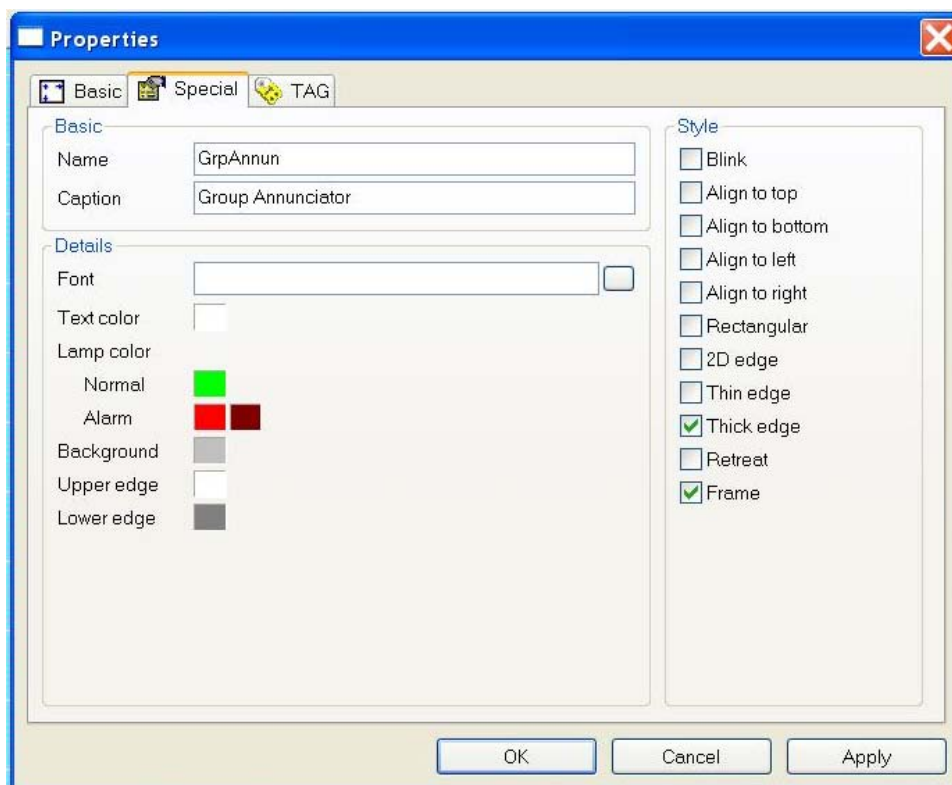 Properties
Basic Special TAG
Basic
Name GrpAnnun
Caption Group Annunciator
Details
Font
Text color
Lamp color
Normal
Alarm
Background
Upper edge
Lower edge
Style
Blink
Align to top
Align to bottom
Align to left
Align to right
Rectangular
2D edge
Thin edge
Thick edge
Retreat
Frame
OK Cancel Apply